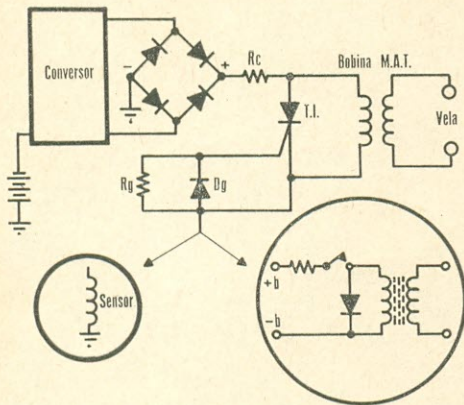 Conversor
−
+
Rc
Bobina M.A.T.
T.I.
Vela
Rg
Dg
Sensor
+b
−b